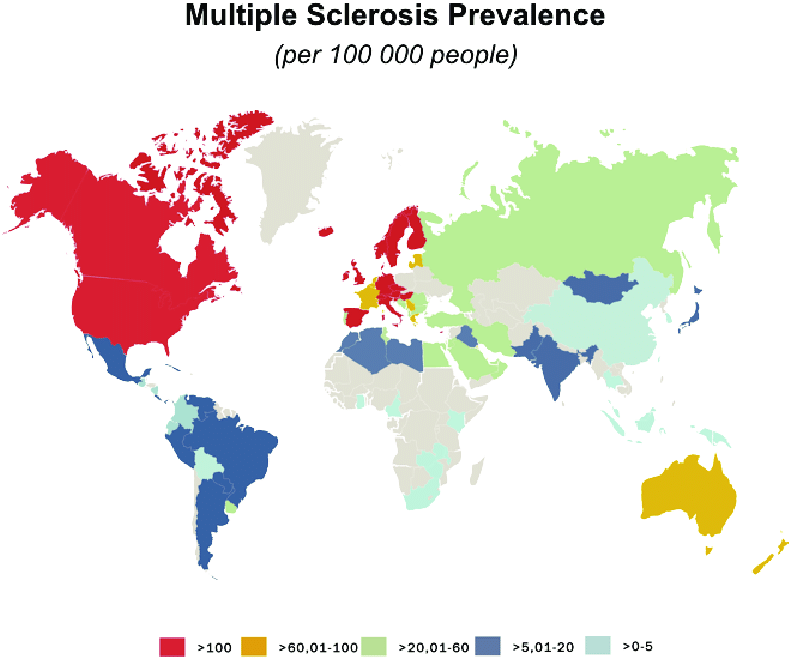 Multiple Sclerosis Prevalence
(per 100 000 people)
>100 >60,01-100 >20,01-60 >5,01-20 >0-5